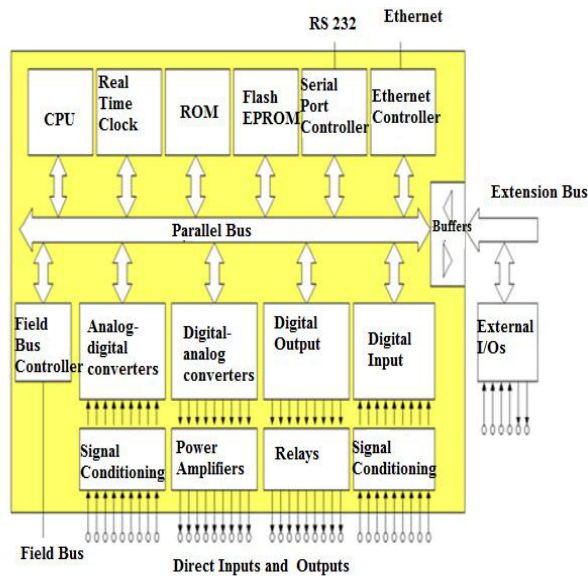 RS 232
Ethernet
CPU
Real
Time
Clock
ROM
Flash
EPROM
Serial
Port
Controller
Ethernet
Controller
Extension Bus
Parallel Bus
Buffers
Field
Bus
Controller
Analog-
digital
converters
Digital-
analog
converters
Digital
Output
Digital
Input
External
I/Os
Signal
Conditioning
Power
Amplifiers
Relays
Signal
Conditioning
Field Bus
Direct Inputs and Outputs